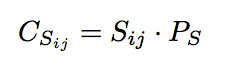 C_{S_{ij}} = S_{ij} · P_S